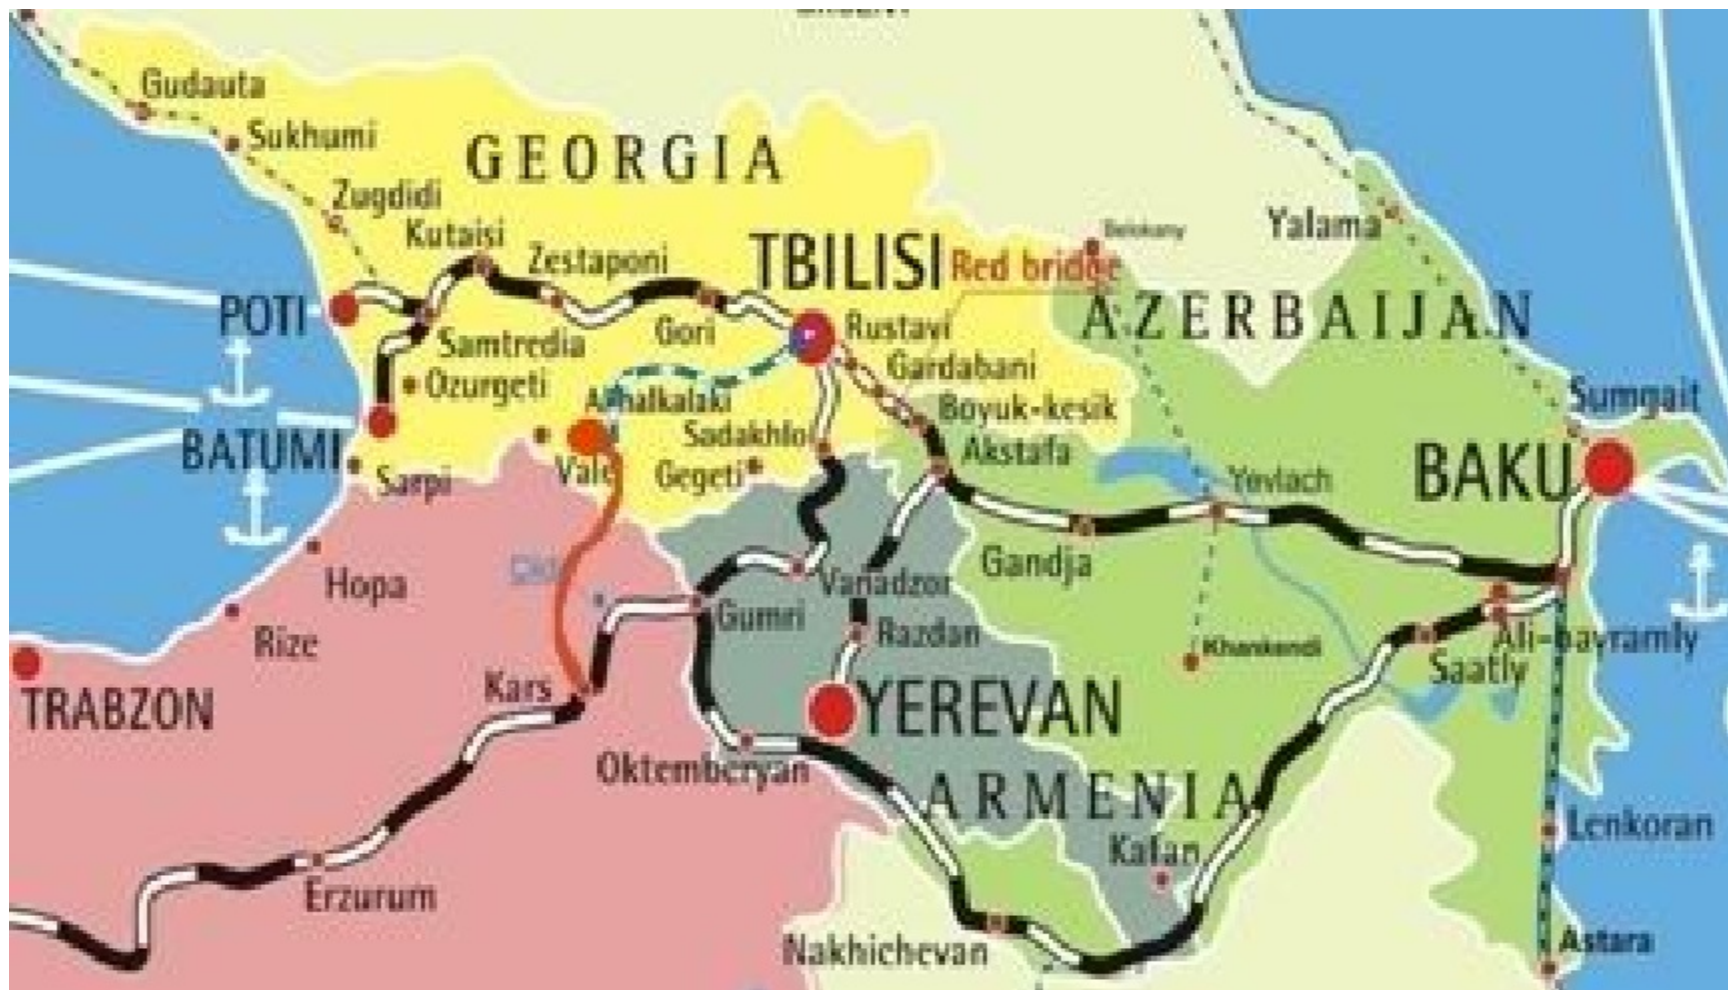 Gudauta
Sukhumi
GEORGIA
Zugdidi
Kutaisi
Zestaponi
TBILISI
Red bridge
Yalama
POTI
Samtredia
Gori
Rustavi
AZERBAIJAN
Ozurgeti
Gardabani
BATUMI
Boyuk-kesik
Sumgait
Sadakhlo
Akstafa
Sarpi
Vale
Gegeti
Yevlach
BAKU
Hopa
Gandja
Vanadzor
Rize
Gumri
Razdan
Khankendi
Ali-bayramly
Saatly
TRABZON
Kars
YEREVAN
Oktemberyan
ARMENIA
Lenkoran
Kafan
Erzurum
Nakhichevan
Astara